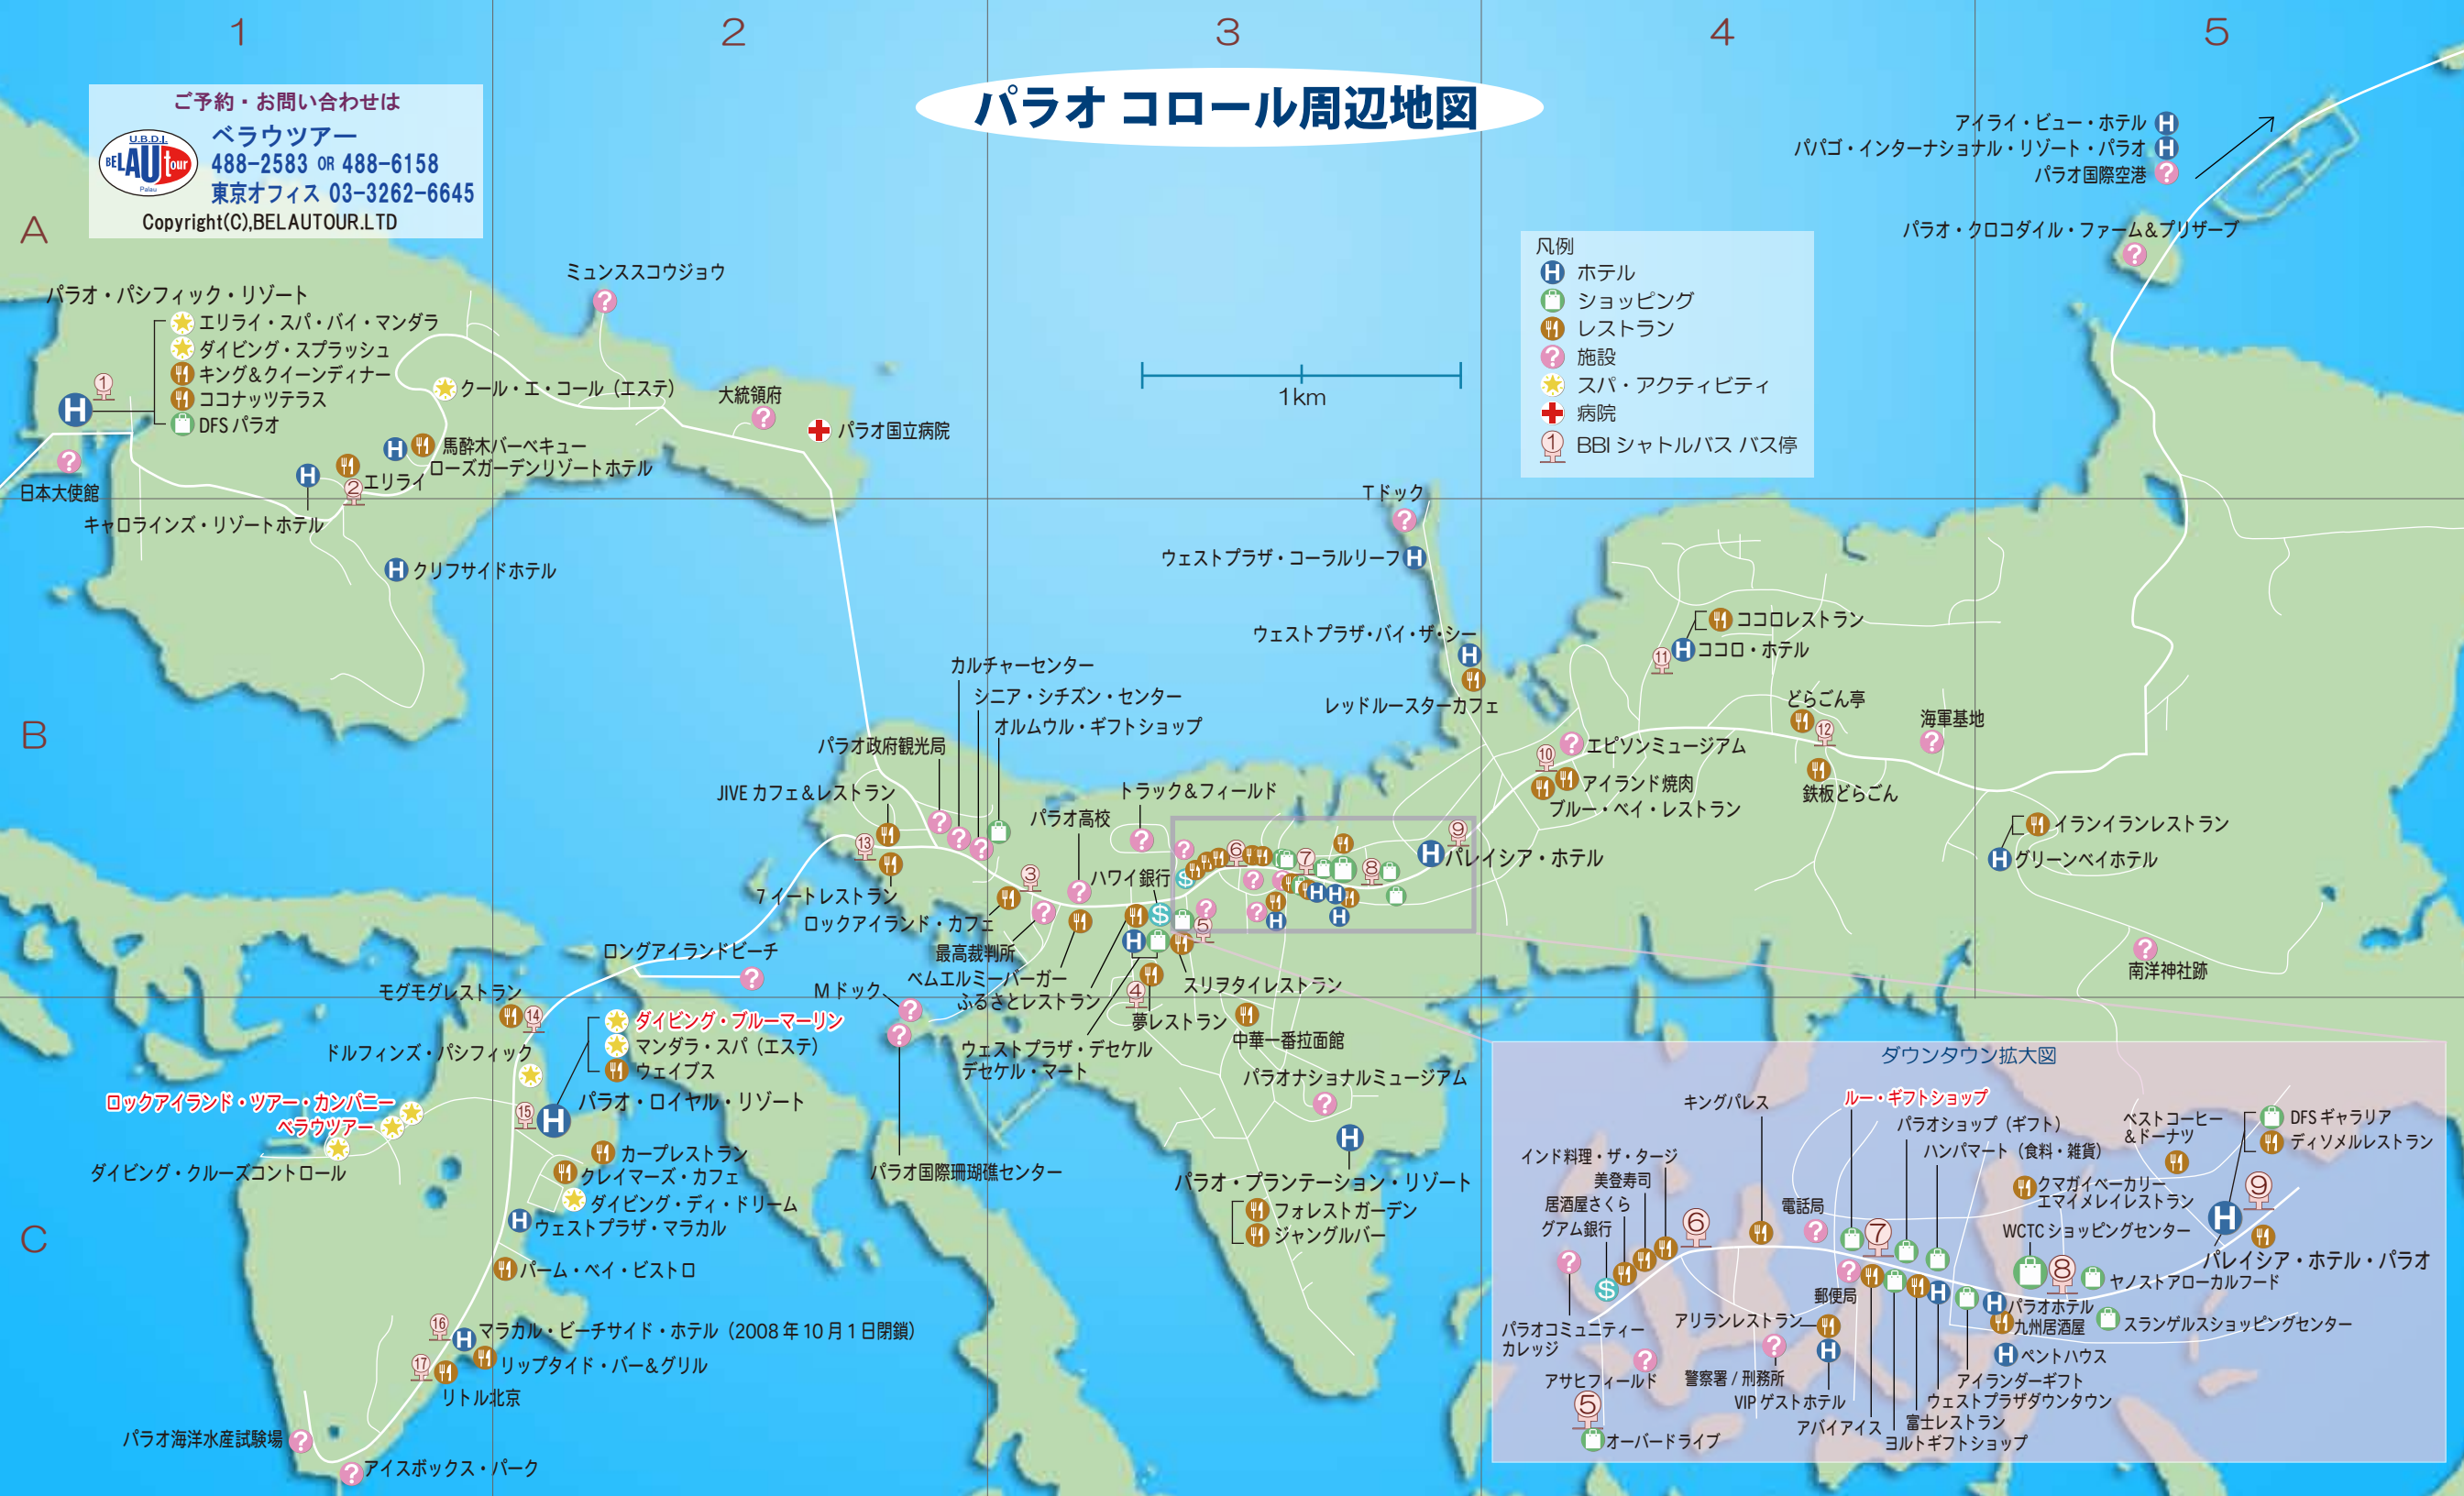 1
2
3
4
5
A
B
C
パラオ コロール周辺地図
ご予約・お問い合わせは
U.B.D.I.
BELAUtour
Palau
ベラウツアー
488-2583 OR 488-6158
東京オフィス 03-3262-6645
Copyright(C),BELAUTOUR.LTD
アイライ・ビュー・ホテル
パパゴ・インターナショナル・リゾート・パラオ
パラオ国際空港
パラオ・クロコダイル・ファーム&プリザーブ
凡例
H ホテル
ショッピング
レストラン
? 施設
スパ・アクティビティ
病院
① BBI シャトルバス バス停
1km
ミュンススコウジョウ
パラオ・パシフィック・リゾート
エリライ・スパ・バイ・マンダラ
ダイビング・スプラッシュ
キング&クイーンディナー
ココナッツテラス
DFS パラオ
①
クール・エ・コール（エステ）
大統領府
パラオ国立病院
馬酔木バーベキュー
ローズガーデンリゾートホテル
エリライ
②
日本大使館
キャロラインズ・リゾートホテル
クリフサイドホテル
Tドック
ウェストプラザ・コーラルリーフ
ウェストプラザ・バイ・ザ・シー
レッドルースターカフェ
ココロレストラン
ココロ・ホテル
⑪
どらごん亭
⑫
海軍基地
⑩
エピソンミュージアム
アイランド焼肉
ブルー・ベイ・レストラン
鉄板どらごん
イランイランレストラン
グリーンベイホテル
南洋神社跡
カルチャーセンター
シニア・シチズン・センター
オルムウル・ギフトショップ
パラオ政府観光局
JIVE カフェ&レストラン
⑬
7 イートレストラン
ロックアイランド・カフェ
③
最高裁判所
パラオ高校
トラック&フィールド
ハワイ銀行
ベムエルミーバーガー
ふるさとレストラン
⑤
⑥
⑦
⑧
⑨
パレイシア・ホテル
スリヲタイレストラン
④
夢レストラン
ウェストプラザ・デセケル
デセケル・マート
中華一番拉面館
パラオナショナルミュージアム
パラオ・プランテーション・リゾート
フォレストガーデン
ジャングルバー
Mドック
パラオ国際珊瑚礁センター
ロングアイランドビーチ
モグモグレストラン
⑭
ドルフィンズ・パシフィック
ダイビング・ブルーマーリン
マンダラ・スパ（エステ）
ウェイブス
パラオ・ロイヤル・リゾート
⑮
ロックアイランド・ツアー・カンパニー
ベラウツアー
ダイビング・クルーズコントロール
カープレストラン
クレイマーズ・カフェ
ダイビング・ディ・ドリーム
ウェストプラザ・マラカル
パーム・ベイ・ビストロ
⑯
マラカル・ビーチサイド・ホテル（2008 年 10 月 1 日閉鎖）
⑰
リップタイド・バー&グリル
リトル北京
パラオ海洋水産試験場
アイスボックス・パーク
ダウンタウン拡大図
キングパレス
ルー・ギフトショップ
パラオショップ（ギフト）
ハンパマート（食料・雑貨）
ベストコーヒー
&ドーナツ
DFS ギャラリア
ディソメルレストラン
インド料理・ザ・タージ
美登寿司
居酒屋さくら
グアム銀行
⑥
電話局
⑦
クマガイベーカリー
エマイメレイレストラン
WCTC ショッピングセンター
⑧
⑨
パレイシア・ホテル・パラオ
ヤノストアローカルフード
パラオホテル
九州居酒屋
スランゲルスショッピングセンター
ペントハウス
郵便局
アリランレストラン
パラオコミュニティー
カレッジ
アサヒフィールド
⑤
オーバードライブ
警察署 / 刑務所
VIP ゲストホテル
アバイアイス
ヨルトギフトショップ
富士レストラン
ウェストプラザダウンタウン
アイランダーギフト